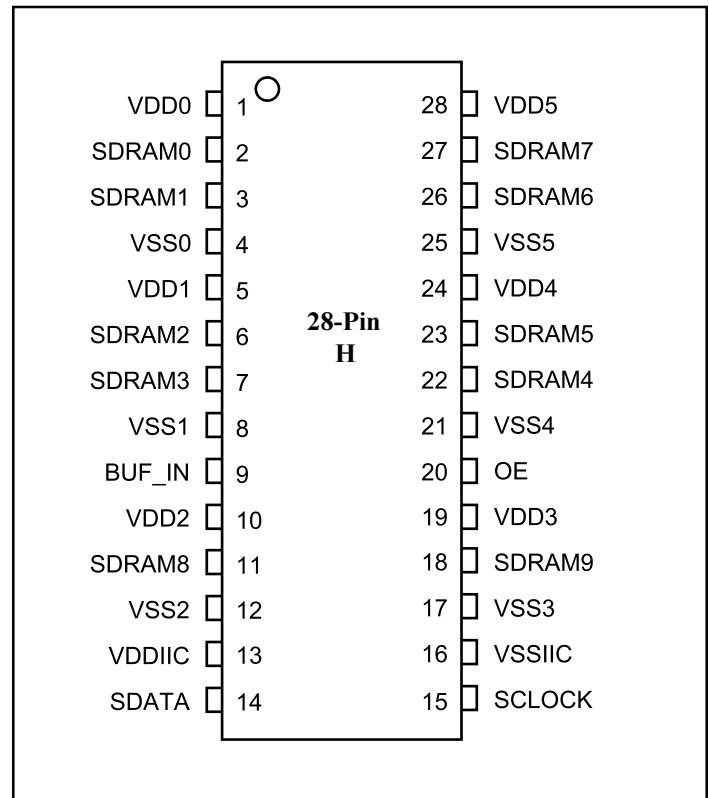 VDD0 1 28 VDD5
SDRAM0 2 27 SDRAM7
SDRAM1 3 26 SDRAM6
VSS0 4 25 VSS5
VDD1 5 24 VDD4
28-Pin
SDRAM2 6 23 SDRAM5
H
SDRAM3 7 22 SDRAM4
VSS1 8 21 VSS4
BUF_IN 9 20 OE
VDD2 10 19 VDD3
SDRAM8 11 18 SDRAM9
VSS2 12 17 VSS3
VDDIIC 13 16 VSSIIC
SDATA 14 15 SCLOCK